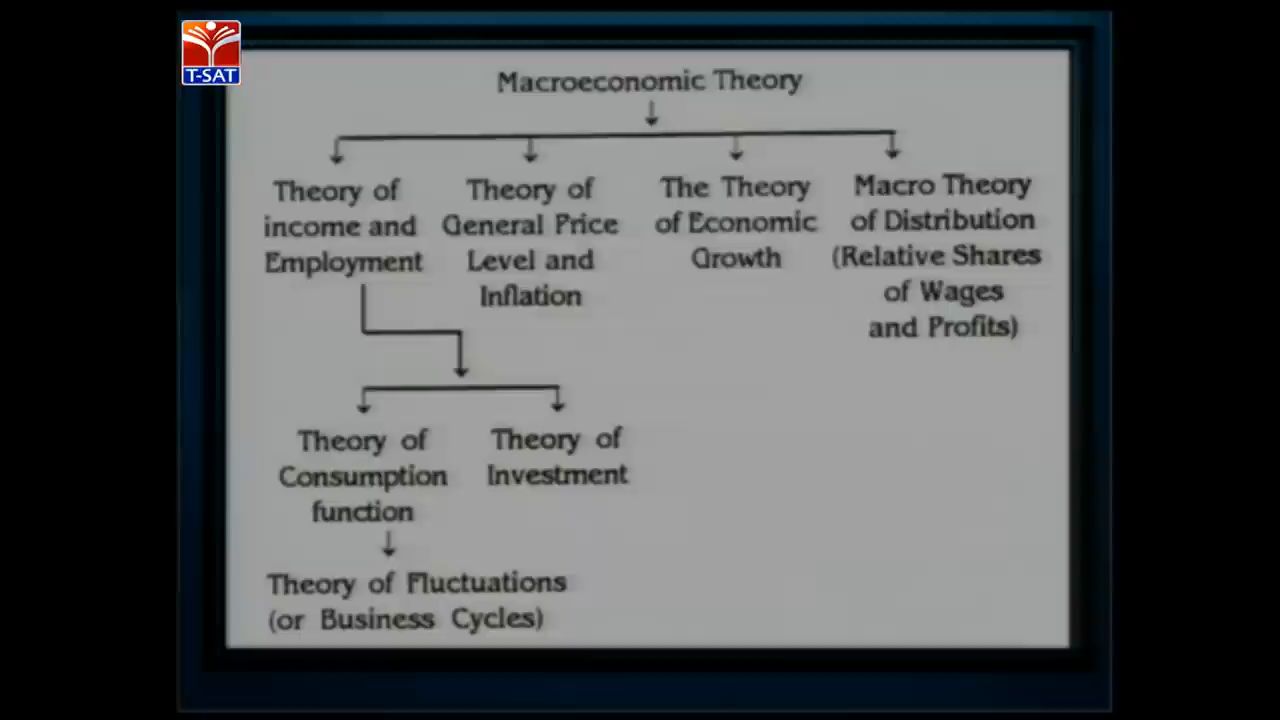 T-SAT
Macroeconomic Theory
Theory of
income and
Employment
Theory of
General Price
Level and
Inflation
The Theory
of Economic
Growth
Macro Theory
of Distribution
(Relative Shares
of Wages
and Profits)
Theory of
Consumption
function
Theory of
Investment
Theory of Fluctuations
(or Business Cycles)